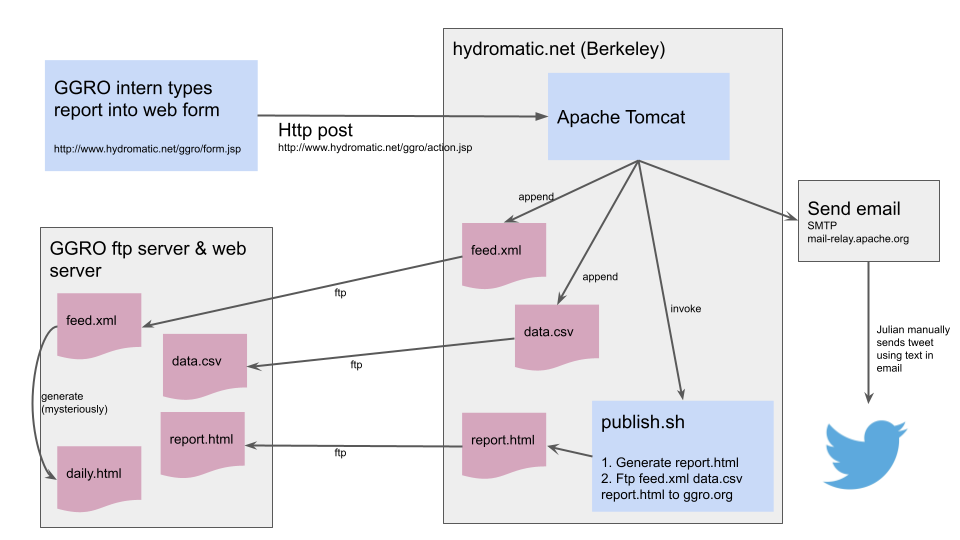 hydromatic.net (Berkeley)
GGRO intern types
report into web form
http://www.hydromatic.net/ggro/form.jsp
Http post
http://www.hydromatic.net/ggro/action.jsp
Apache Tomcat
append
append
invoke
Send email
SMTP
mail-relay.apache.org
Julian manually
sends tweet
using text in
email
feed.xml
data.csv
report.html
publish.sh
1. Generate report.html
2. Ftp feed.xml data.csv
report.html to ggro.org
ftp
ftp
ftp
GGRO ftp server & web
server
feed.xml
data.csv
generate
(mysteriously)
report.html
daily.html